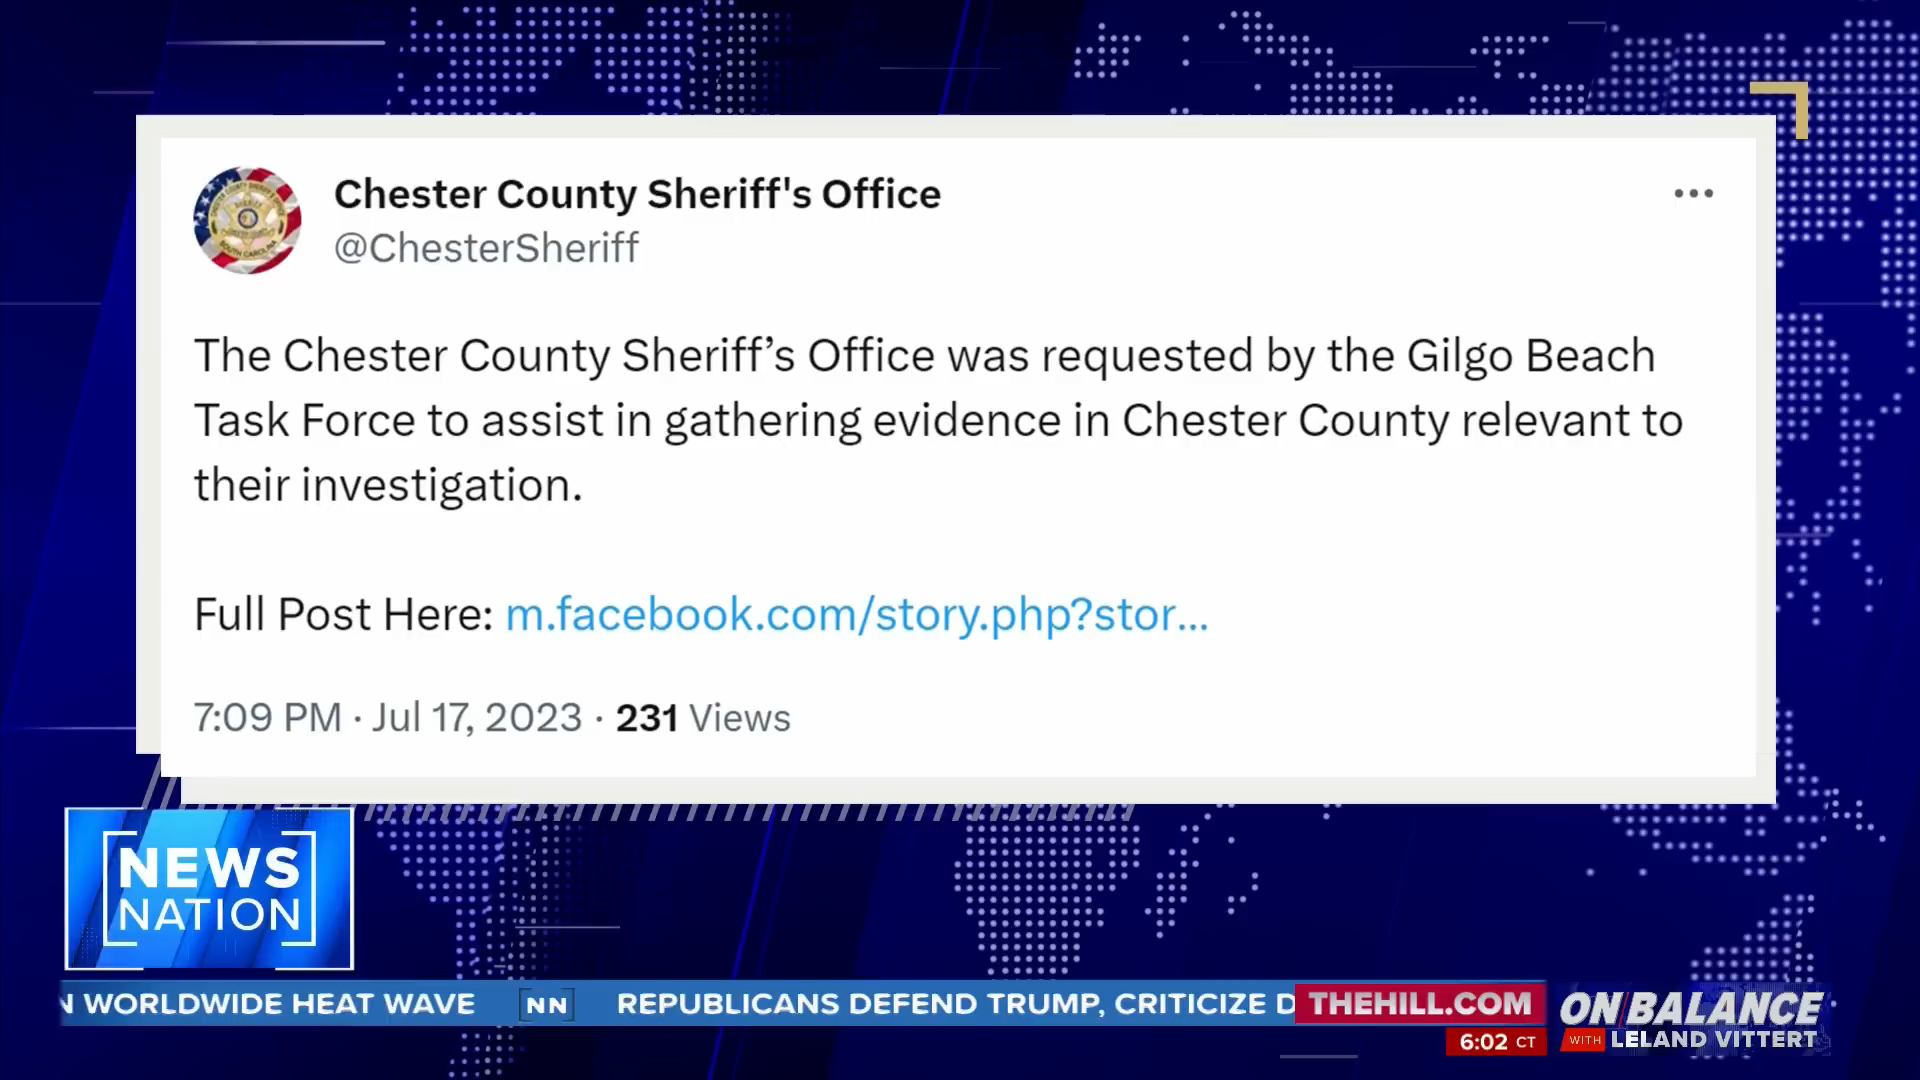 Chester County Sheriff's Office
@ChesterSheriff
The Chester County Sheriff’s Office was requested by the Gilgo Beach
Task Force to assist in gathering evidence in Chester County relevant to
their investigation.
Full Post Here: m.facebook.com/story.php?stor...
7:09 PM · Jul 17, 2023 · 231 Views
NEWS
NATION
N WORLDWIDE HEAT WAVE NN REPUBLICANS DEFEND TRUMP, CRITICIZE D
THEHILL.COM
6:02 CT
ON BALANCE
WITH LELAND VITTERT